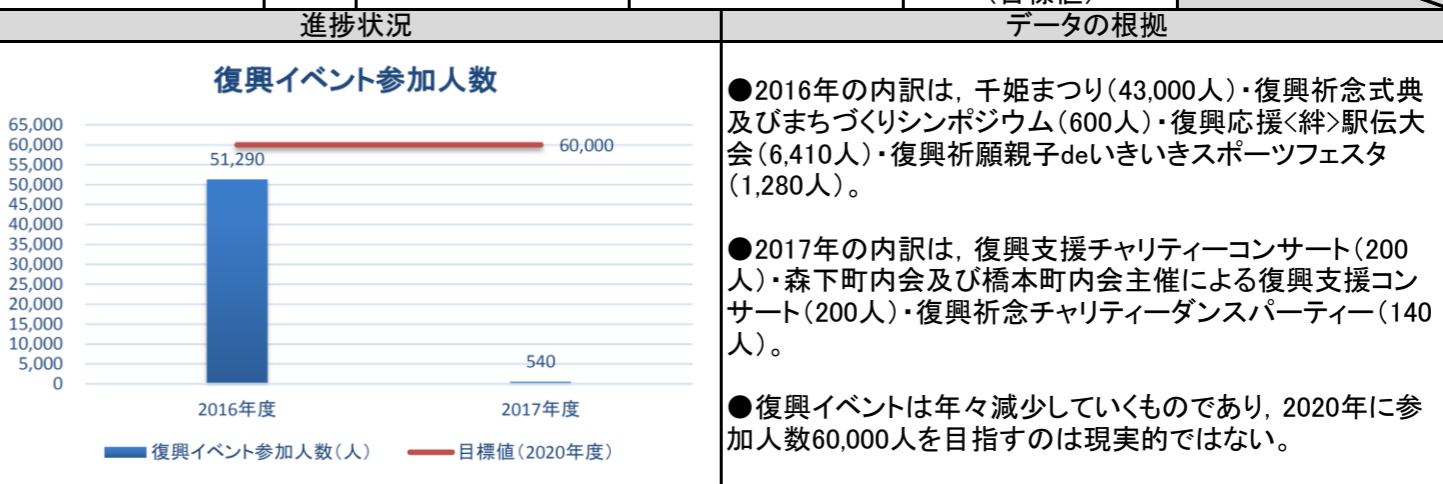 （目標値）
進捗状況
データの根拠
復興イベント参加人数
65,000
60,000
55,000
50,000
45,000
40,000
35,000
30,000
25,000
20,000
15,000
10,000
5,000
0
51,290
60,000
540
2016年度
2017年度
復興イベント参加人数（人）
目標値（2020年度）
●2016年の内訳は，千姫まつり（43,000人）・復興祈念式典
及びまちづくりシンポジウム（600人）・復興応援<絆>駅伝大
会（6,410人）・復興祈願親子deいきいきスポーツフェスタ
（1,280人）。
●2017年の内訳は，復興支援チャリティーコンサート（200
人）・森下町内会及び橋本町内会主催による復興支援コン
サート（200人）・復興祈念チャリティーダンスパーティー（140
人）。
●復興イベントは年々減少していくものであり，2020年に参
加人数60,000人を目指すのは現実的ではない。